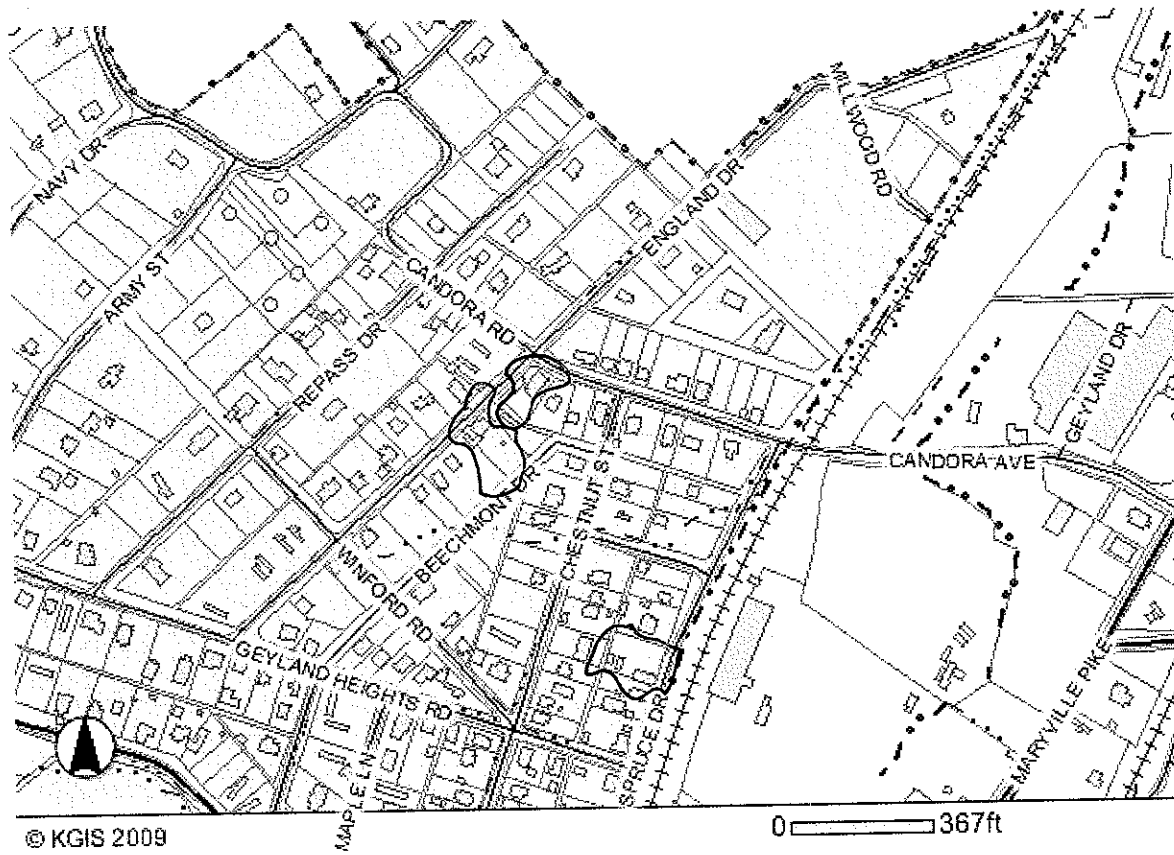 MILLWOOD RD
NAVY DR
ENGLAND DR
ARMY ST
CANDORA RD
REPASS DR
GEYLAND DR
CANDORA AVE
CHESTNUT ST
BEECHMONT DR
WINFORD RD
GEYLAND HEIGHTS RD
SPRUCE DR
MARYVILLE PIKE
MAPLE LN
0 367ft
© KGIS 2009